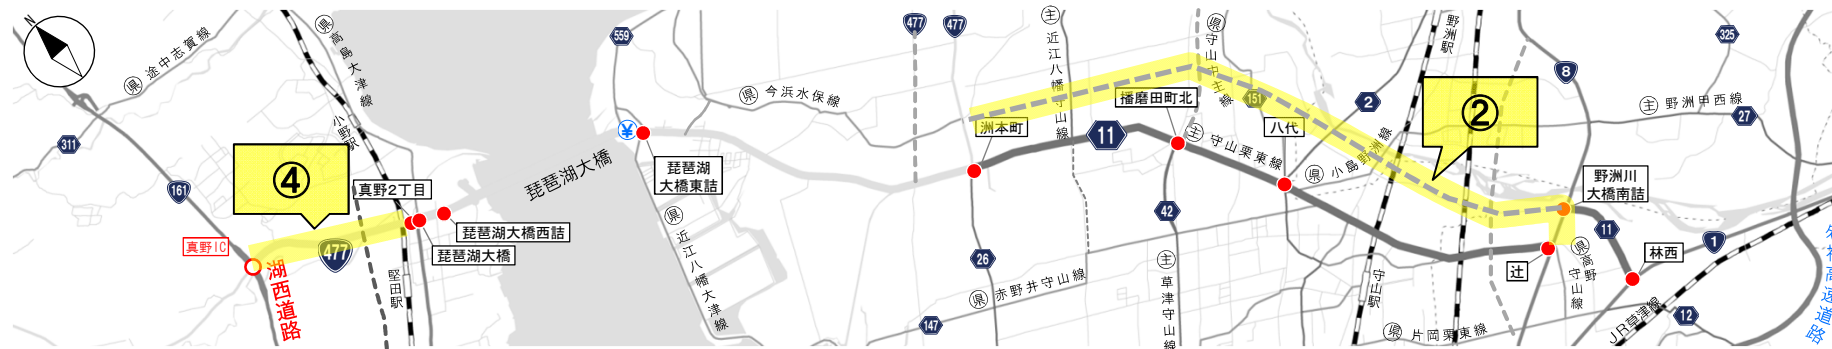 N
県 途中志賀線
県 高島大津線
小野駅
311
161
④
真野2丁目
真野IC
湖西道路
477
堅田駅
琵琶湖大橋西詰
琵琶湖大橋
琵琶湖大橋
559
¥
琵琶湖
大橋東詰
県 近江八幡大津線
県 今浜水保線
477
477
主 近江八幡守山線
洲本町
11
26
147
県 赤野井守山線
県 守山中主線
播磨田町北
主 守山栗東線
42
主 草津守山線
151
八代
2
県 小島野洲線
野洲駅
②
守山駅
県 片岡栗東線
8
325
主 野洲甲西線
27
野洲川
大橋南詰
11
辻
県 高野守山線
林西
1
12
JR草津線
名神高速道路